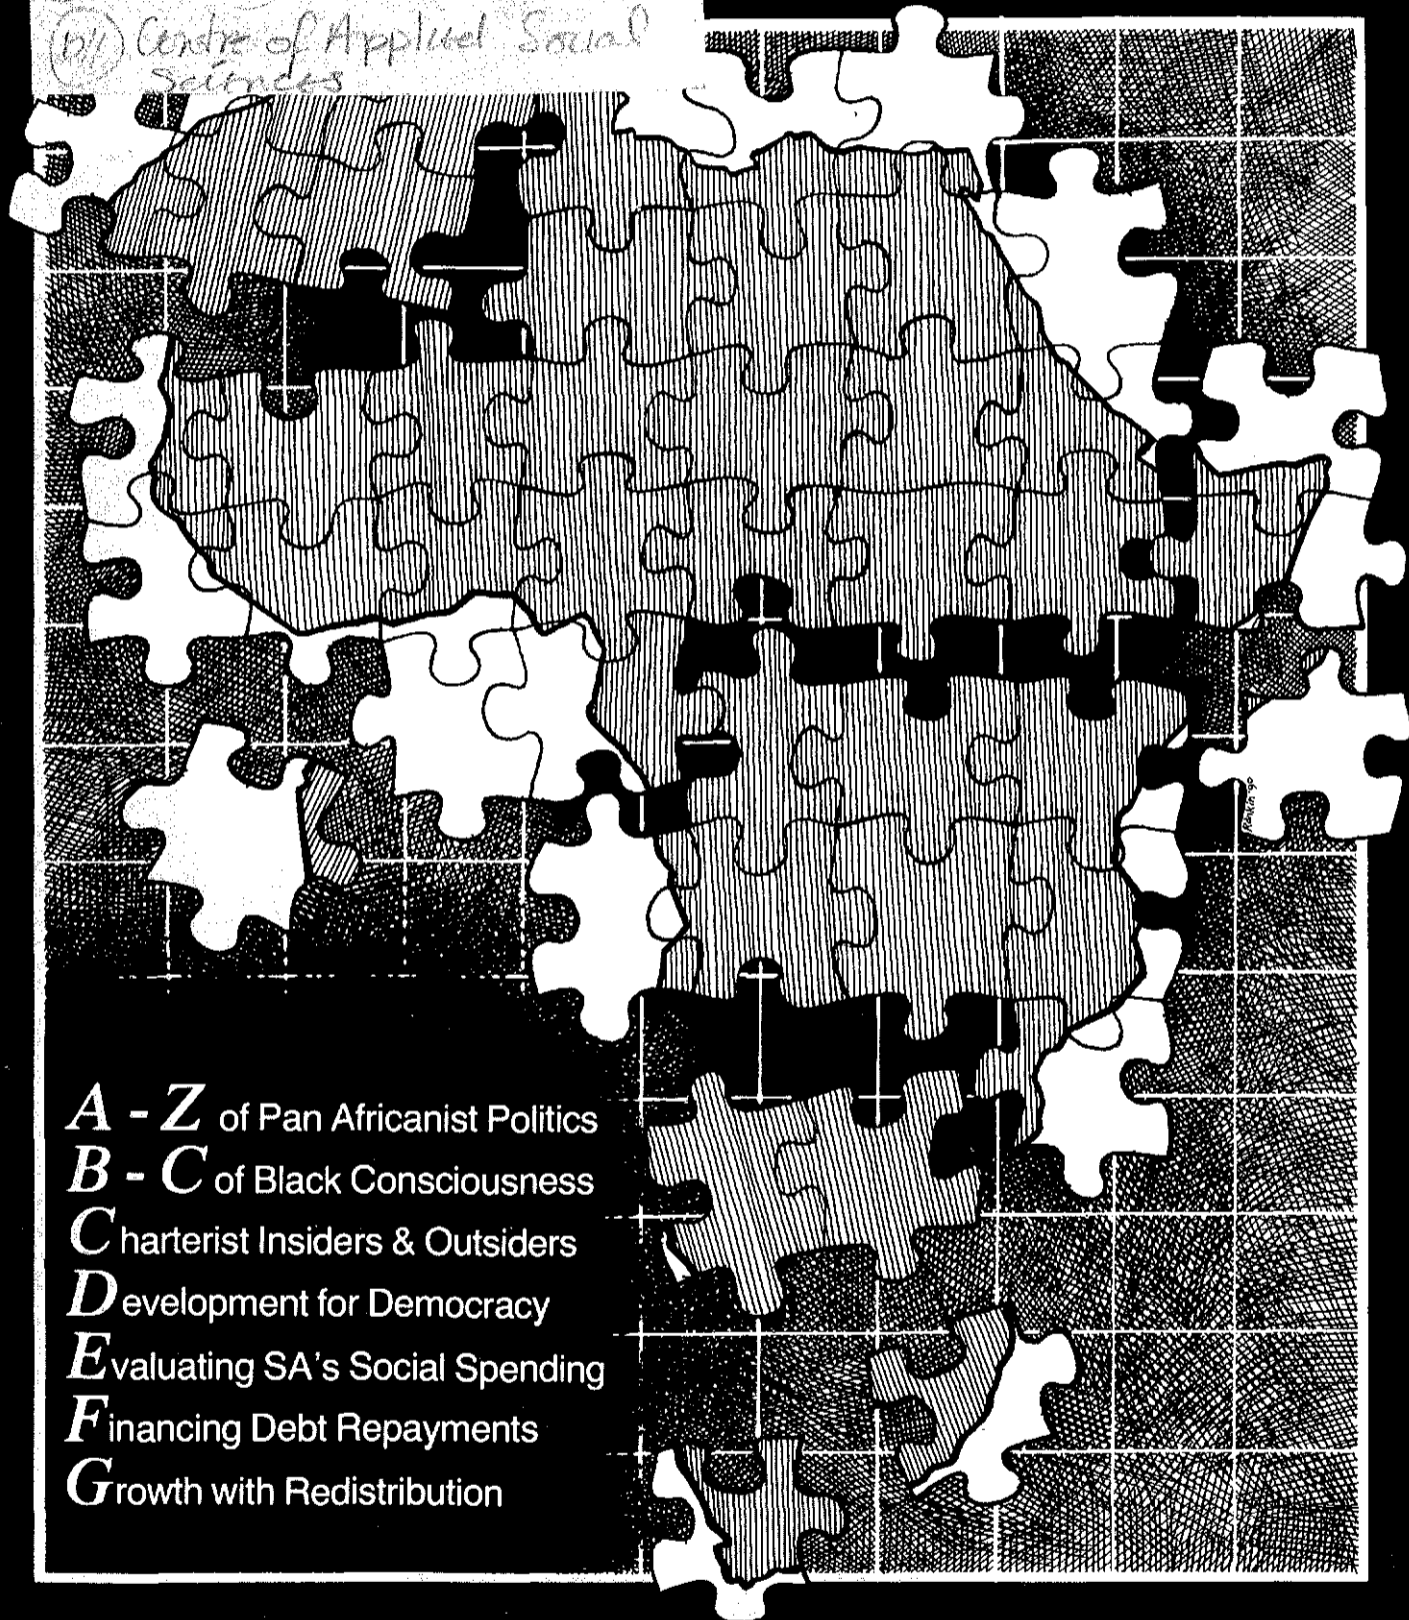 Centre of Applied Social
Sciences
A - Z of Pan Africanist Politics
B - C of Black Consciousness
Charterist Insiders & Outsiders
Development for Democracy
Evaluating SA's Social Spending
Financing Debt Repayments
Growth with Redistribution